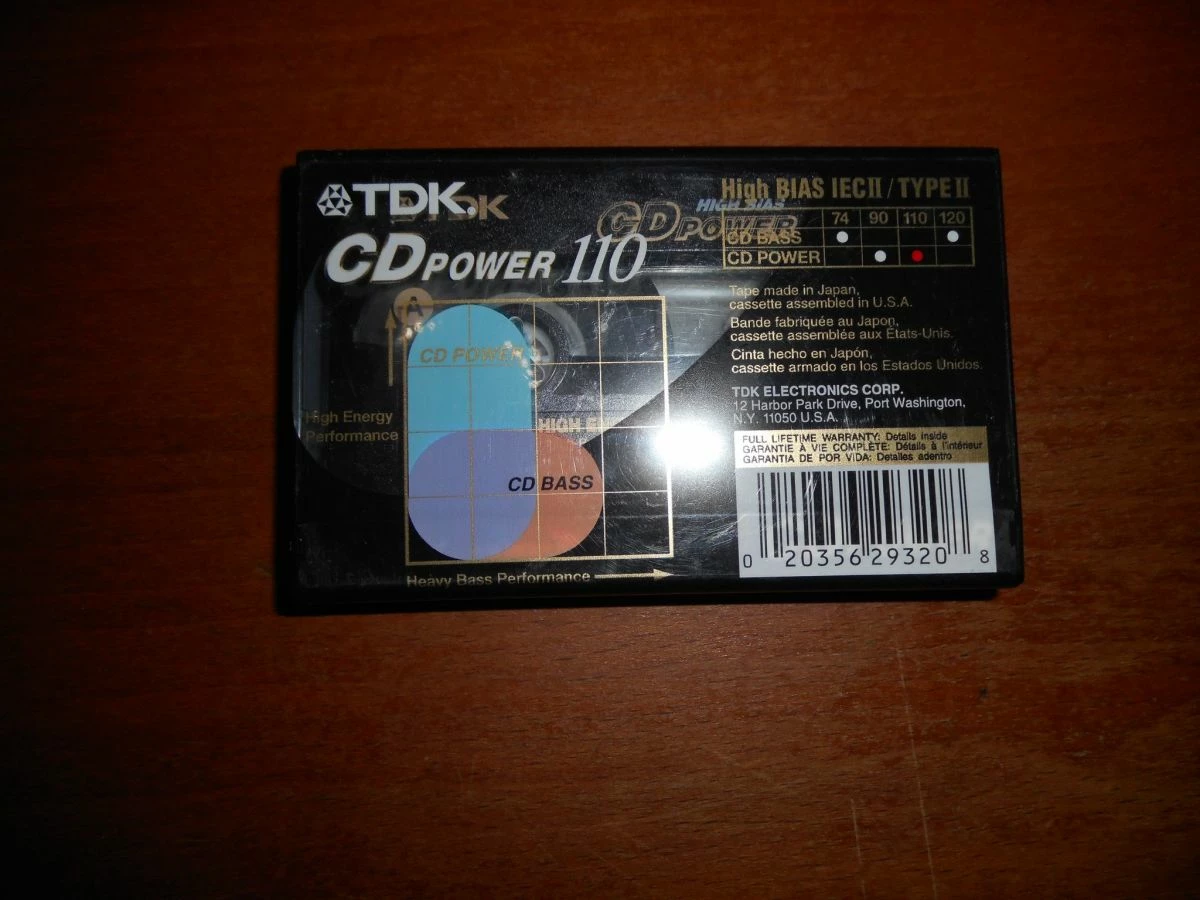 TDK.
TDK
CD POWER 110
HIGH BIAS
CD POWER
High BIAS IEC II / TYPE II
74 90 110 120
CD BASS
CD POWER
A
CD POWER
High Energy
Performance
HIGH
CD BASS
Heavy Bass Performance
Tape made in Japan,
cassette assembled in U.S.A.
Bande fabriquée au Japon,
cassette assemblée aux États-Unis.
Cinta hecho en Japón,
cassette armado en los Estados Unidos.
TDK ELECTRONICS CORP.
12 Harbor Park Drive, Port Washington,
N.Y. 11050 U.S.A.
FULL LIFETIME WARRANTY: Details inside
GARANTIE À VIE COMPLÈTE: Détails à l'intérieur
GARANTIA DE POR VIDA: Detalles adentro
0 20356 29320 8